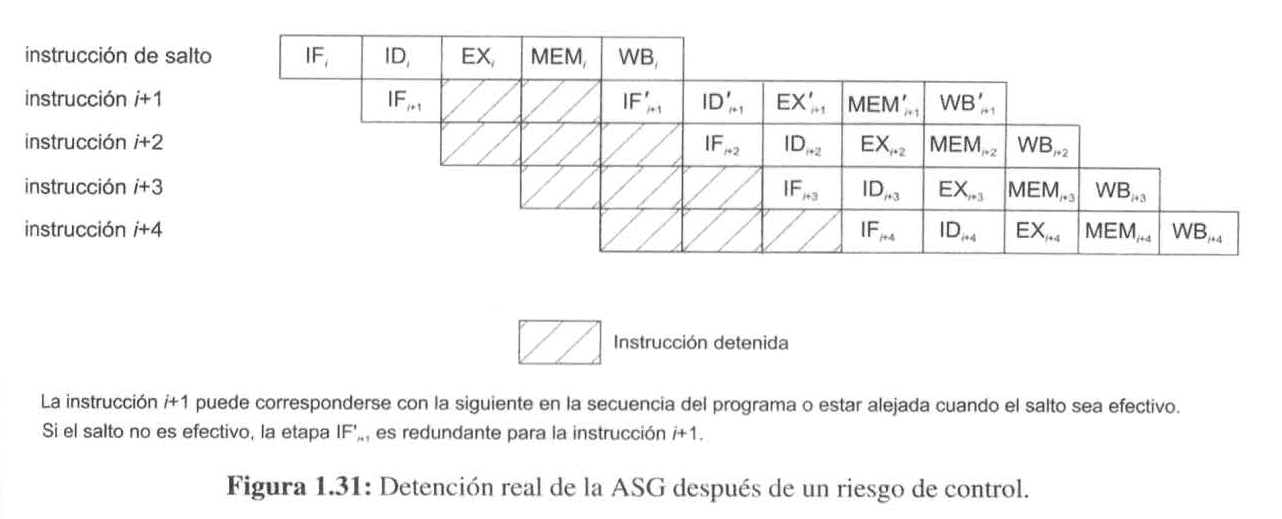 instrucción de salto IFᵢ IDᵢ EXᵢ MEMᵢ WBᵢ
instrucción i+1 IFᵢ₊₁ IF'ᵢ₊₁ ID'ᵢ₊₁ EX'ᵢ₊₁ MEM'ᵢ₊₁ WB'ᵢ₊₁
instrucción i+2 IFᵢ₊₂ IDᵢ₊₂ EXᵢ₊₂ MEMᵢ₊₂ WBᵢ₊₂
instrucción i+3 IFᵢ₊₃ IDᵢ₊₃ EXᵢ₊₃ MEMᵢ₊₃ WBᵢ₊₃
instrucción i+4 IFᵢ₊₄ IDᵢ₊₄ EXᵢ₊₄ MEMᵢ₊₄ WBᵢ₊₄
Instrucción detenida
La instrucción i+1 puede corresponderse con la siguiente en la secuencia del programa o estar alejada cuando el salto sea efectivo.
Si el salto no es efectivo, la etapa IF'ᵢ₊₁ es redundante para la instrucción i+1.
Figura 1.31: Detención real de la ASG después de un riesgo de control.